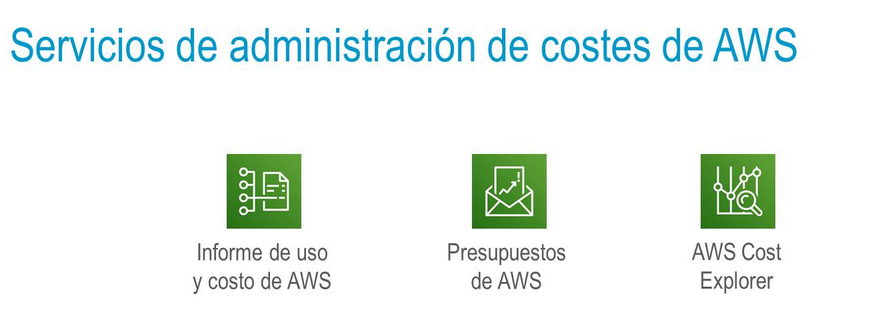 Servicios de administración de costes de AWS
Informe de uso
y costo de AWS
Presupuestos
de AWS
AWS Cost
Explorer